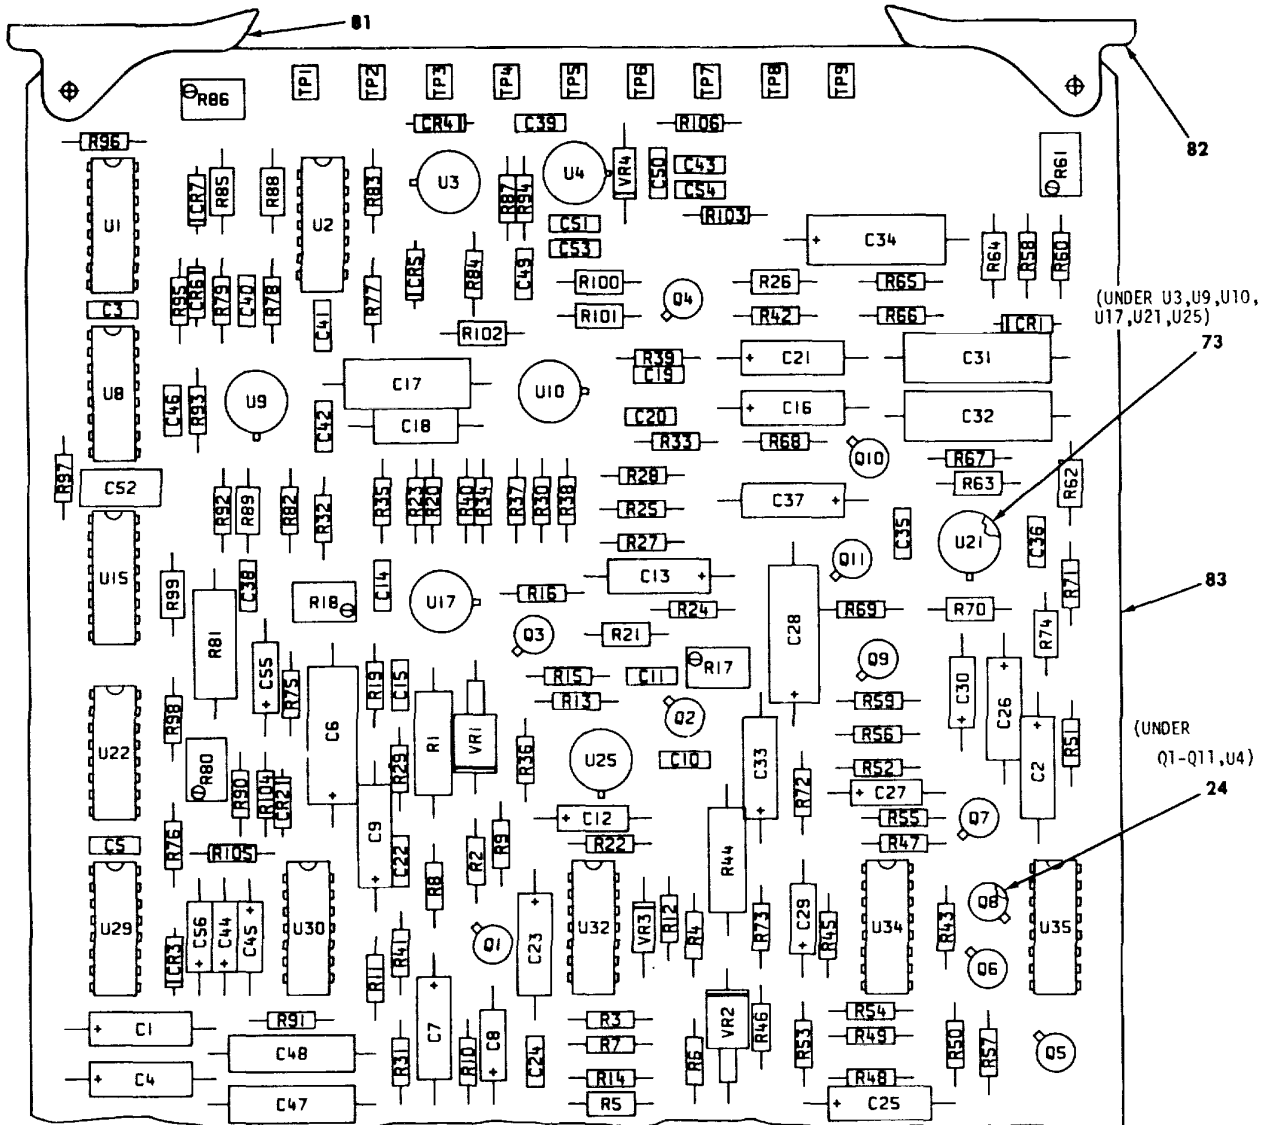 81
TP1 TP2 TP3 TP4 TP5 TP6 TP7 TP8 TP9
R86
CR4 C39 R106
R96
82
U1 CR7 R85 R88 U2 R83 U3 R87 R94 U4 VR4 C50 C43 R61
C54
R103
C51
C34
C53
R64 R58 R60
R95 CR6 R79 C40 R78 R77 CR5 R84 C49 R100 Q4 R26 R65
(UNDER U3,U9,U10,
U17,U21,U25)
C3 C41 R101 R42 R66 CR1
R102
73
R39 C21 C31
C19
U8 C46 R93 U9 C42 C17 U10 C16 C32
C18 C20
R33 R68 Q10
R67
R97 C52 R28 R63 R62
R92 R89 R82 R32 R35 R23 R20 R40 R34 R37 R30 R38 R25 C37
R27 C35 U21 C36
Q11
U15 R99 C38 C14 C13 R71
R18 U17 R16 R24 C28 R69 R70 83
R81 Q3 R21 R74
C55 R75 R19 C15 R15 C11 R17 Q9 C30 C26
R13 R59
R98 C6 R1 VR1 Q2
U22 R36 R56 R51
(UNDER
Q1-Q11,U4)
R80 R29 U25 C10 C33 R52 C2
R90 R104 CR2 R72 C27 24
C12 R55 Q7
C5 R76 R105 C9 C22 R2 R9 R22 R44 R47
R8
U29 C56 C44 C45 U30 R41 Q1 C23 U32 VR3 R12 R4 R73 C29 R45 U34 R43 Q8 U35
CR3 R11 Q6
C1 R91 C7 C8 R3 VR2 R46 R54
C48 R31 R10 C24 R7 R6 R53 R49 R50 R57 Q5
C4 R14 R48
C47 R5 C25